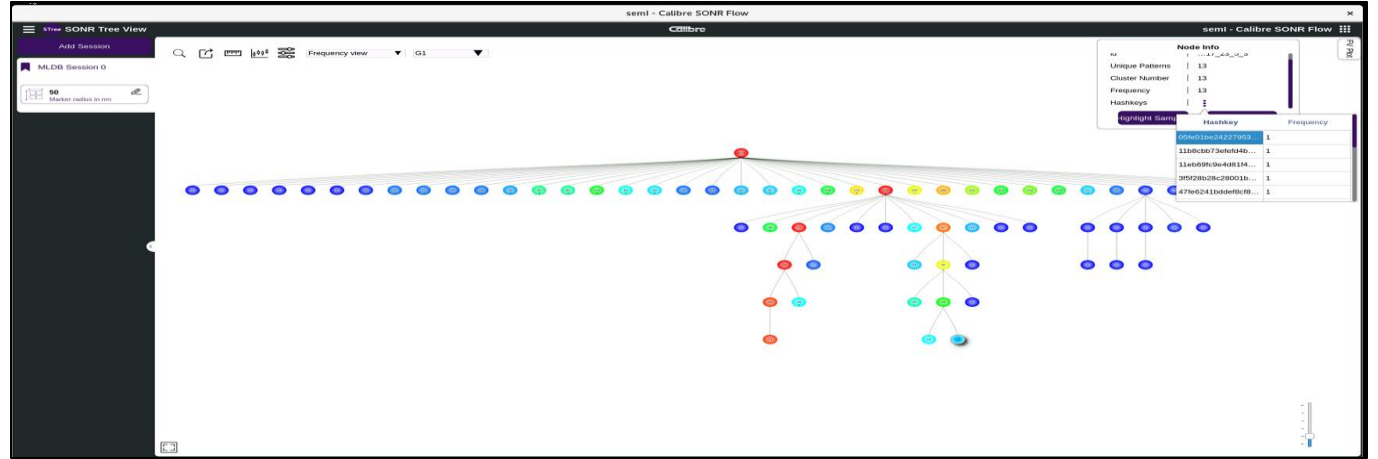 semi - Calibre SONR Flow
STree SONR Tree View
Calibre
semi - Calibre SONR Flow
Add Session
MLDB Session 0
50
Marker radius in nm
Frequency view
G1
Node Info
Unique Patterns | 13
Cluster Number | 13
Frequency | 13
Hashkeys |
Highlight Samp
Hashkey Frequency
05fe01be24227953... 1
11b8cbb73efefd4b... 1
11eb69fc9e4d81f4... 1
3f5f28b28c28001b... 1
47fe6241bddef8cf8... 1